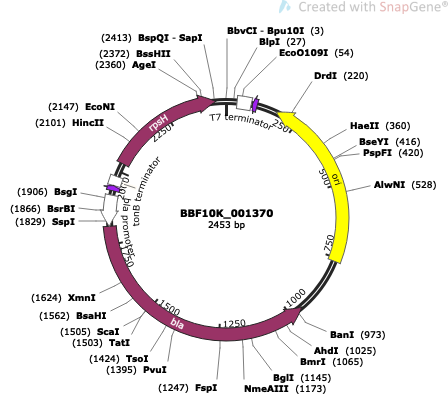 Created with SnapGene®
(2413) BspQI - SapI
BbvCI - Bpu10I (3)
BlpI (27)
(2372) BssHII
EcoO109I (54)
(2360) AgeI
DrdI (220)
(2147) EcoNI
(2101) HincII
HaeII (360)
BseYI (416)
PspFI (420)
AlwNI (528)
(1906) BsgI
(1866) BsrBI
(1829) SspI
T7 terminator
rpsH
2250
250
500
ori
750
2000
tonB terminator
bla promoter
1750
BBF10K_001370
2453 bp
1000
1250
1500
bla
(1624) XmnI
(1562) BsaHI
(1505) ScaI
(1503) TatI
(1424) TsoI
(1395) PvuI
(1247) FspI
BanI (973)
AhdI (1025)
BmrI (1065)
BglI (1145)
NmeAIII (1173)